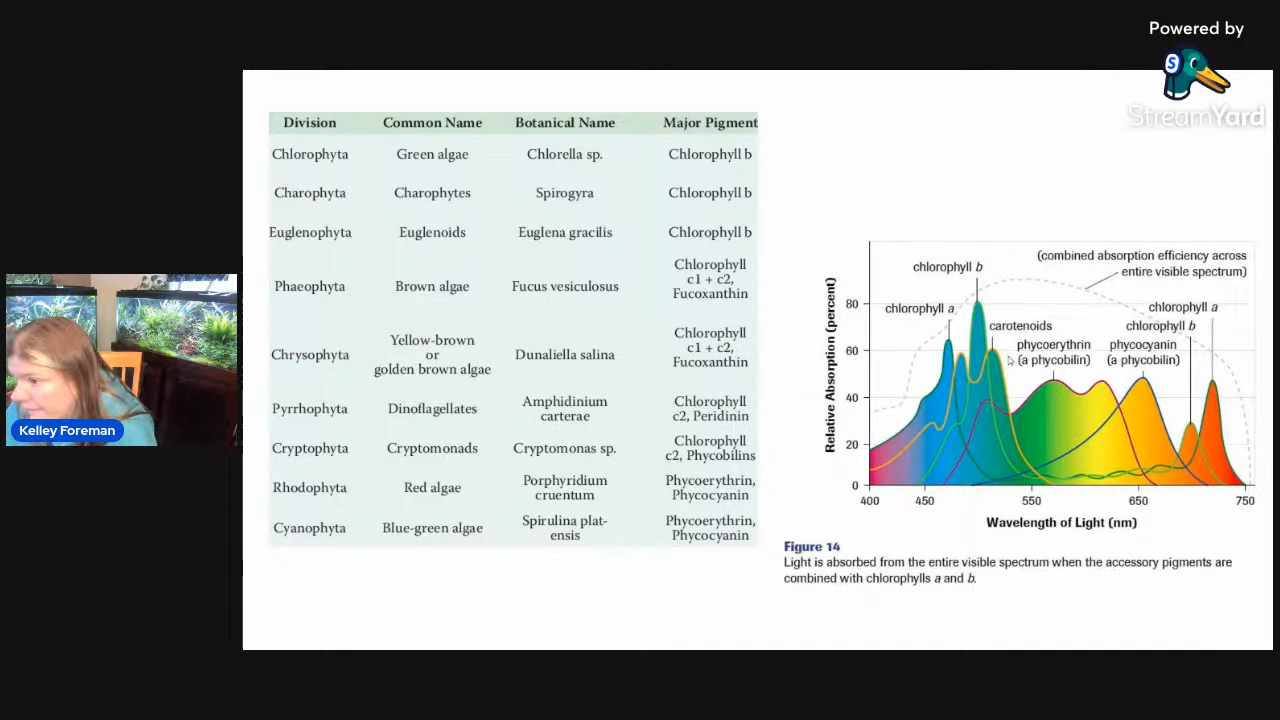 Powered by
S
StreamYard
Division Common Name Botanical Name Major Pigment
Chlorophyta Green algae Chlorella sp. Chlorophyll b
Charophyta Charophytes Spirogyra Chlorophyll b
Euglenophyta Euglenoids Euglena gracilis Chlorophyll b
Chlorophyll
Phaeophyta Brown algae Fucus vesiculosus c1 + c2,
Fucoxanthin
Yellow-brown Chlorophyll
Chrysophyta or Dunaliella salina c1 + c2,
golden brown algae Fucoxanthin
Pyrrhophyta Dinoflagellates Amphidinium Chlorophyll
carterae c2, Peridinin
Cryptophyta Cryptomonads Cryptomonas sp. Chlorophyll
c2, Phycobilins
Rhodophyta Red algae Porphyridium Phycoerythrin,
cruentum Phycocyanin
Cyanophyta Blue-green algae Spirulina plat- Phycoerythrin,
ensis Phycocyanin
Kelley Foreman
Relative Absorption (percent)
80
60
40
20
0
(combined absorption efficiency across
entire visible spectrum)
chlorophyll b
chlorophyll a
carotenoids
phycoerythrin
(a phycobilin)
phycocyanin
(a phycobilin)
chlorophyll b
chlorophyll a
400 450 550 650 750
Wavelength of Light (nm)
Figure 14
Light is absorbed from the entire visible spectrum when the accessory pigments are
combined with chlorophylls a and b.